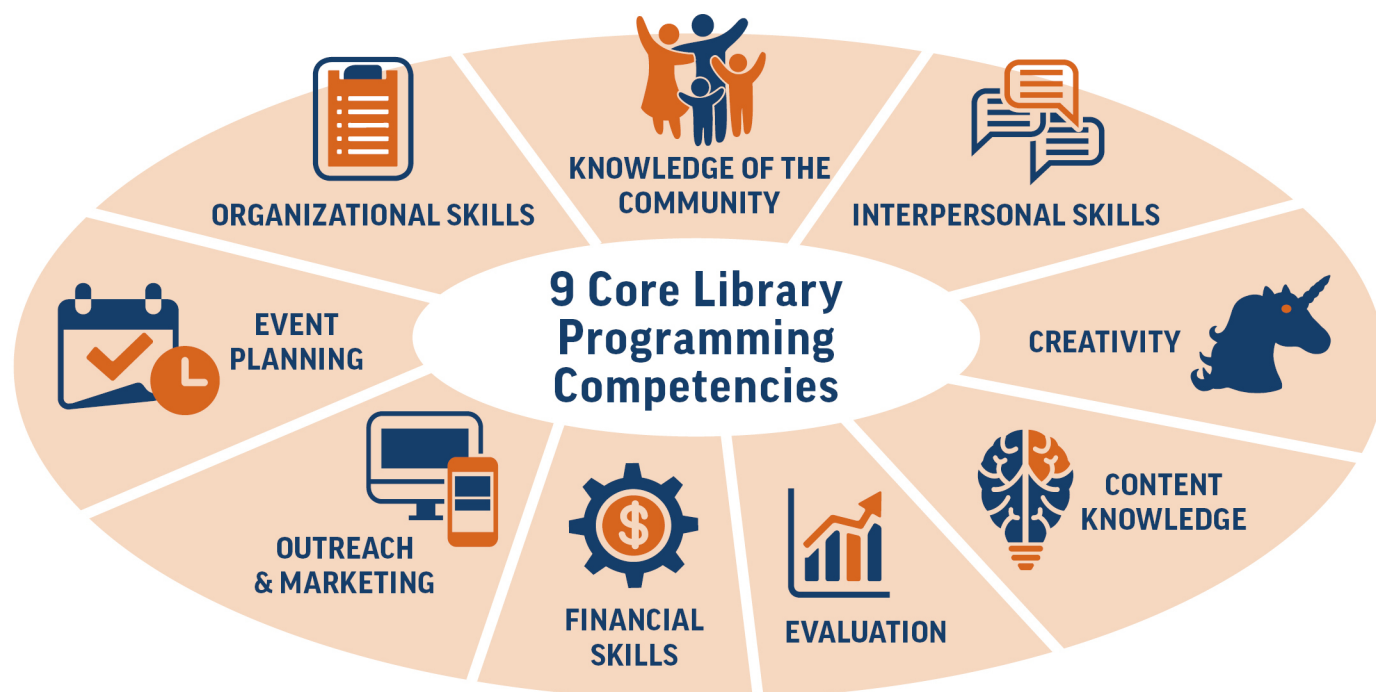 9 Core Library
Programming
Competencies
KNOWLEDGE OF THE
COMMUNITY
INTERPERSONAL SKILLS
CREATIVITY
CONTENT
KNOWLEDGE
EVALUATION
FINANCIAL
SKILLS
OUTREACH
& MARKETING
EVENT
PLANNING
ORGANIZATIONAL SKILLS
$